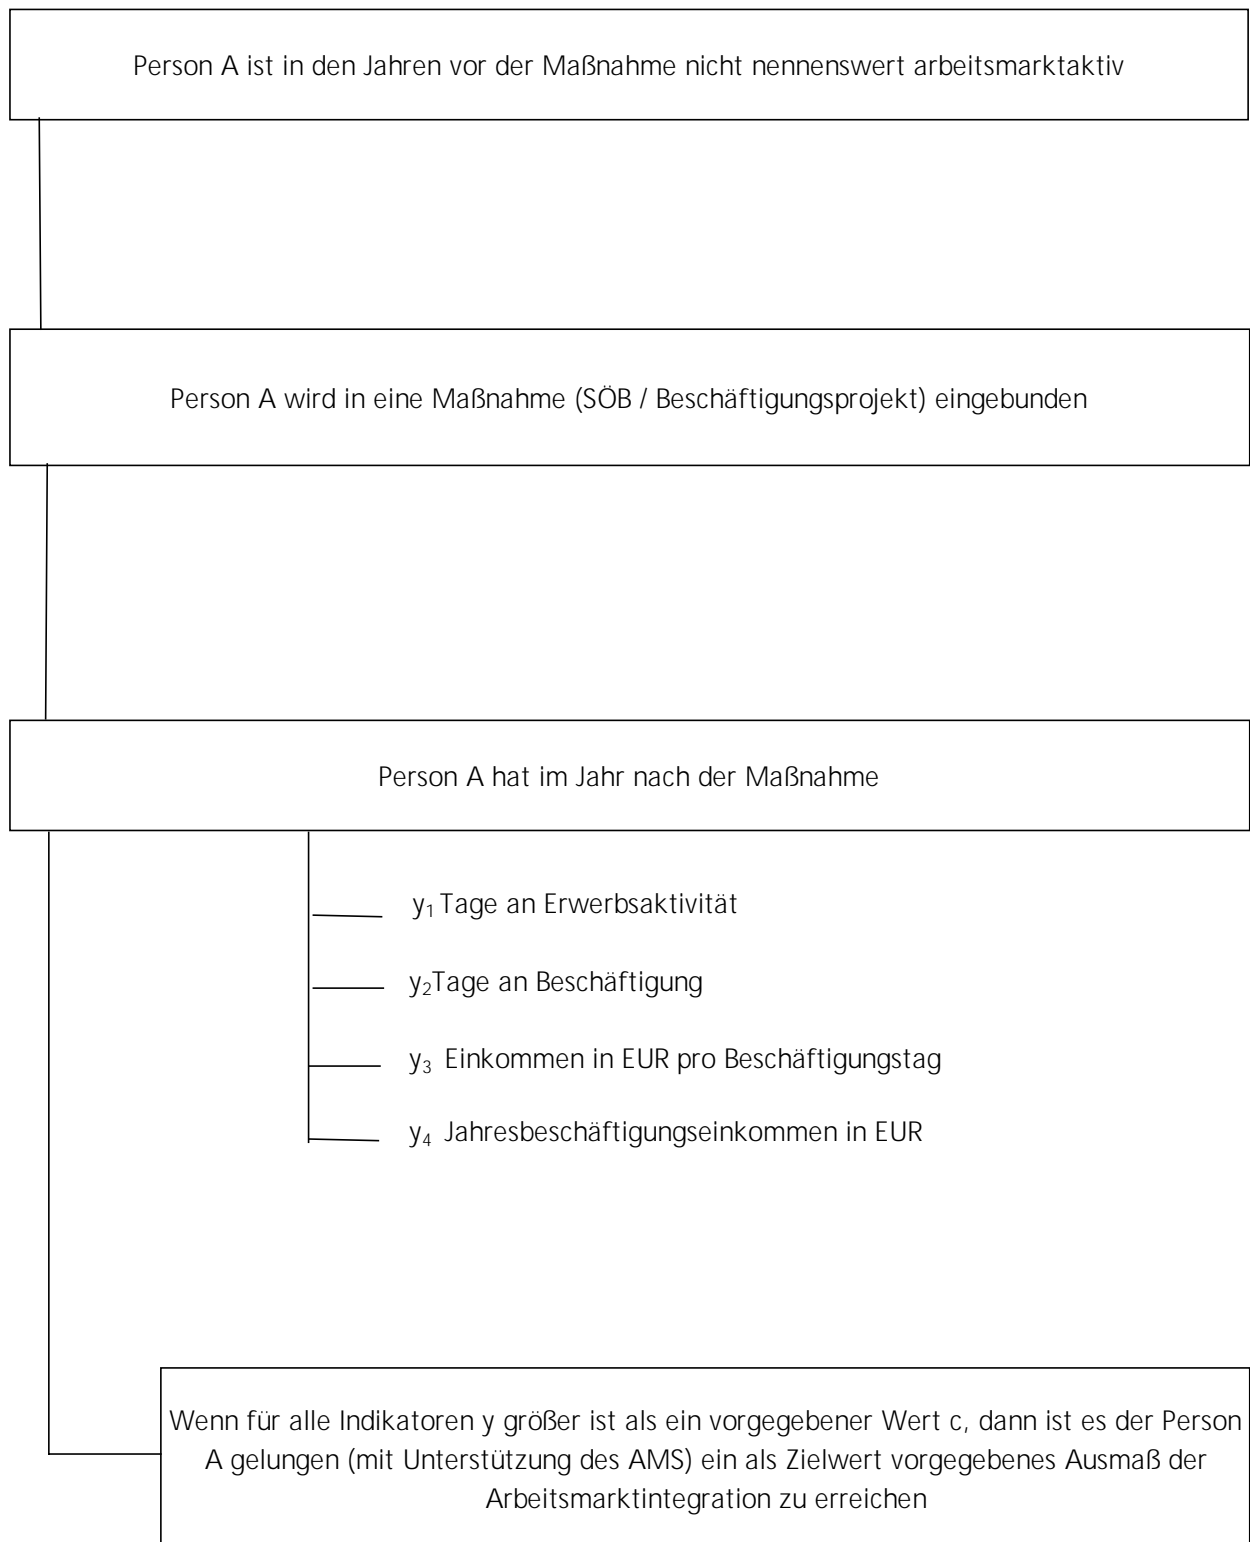 Person A ist in den Jahren vor der Maßnahme nicht nennenswert arbeitsmarktaktiv
Person A wird in eine Maßnahme (SÖB / Beschäftigungsprojekt) eingebunden
Person A hat im Jahr nach der Maßnahme
y₁ Tage an Erwerbsaktivität
y₂Tage an Beschäftigung
y₃ Einkommen in EUR pro Beschäftigungstag
y₄ Jahresbeschäftigungseinkommen in EUR
Wenn für alle Indikatoren y größer ist als ein vorgegebener Wert c, dann ist es der Person
A gelungen (mit Unterstützung des AMS) ein als Zielwert vorgegebenes Ausmaß der
Arbeitsmarktintegration zu erreichen